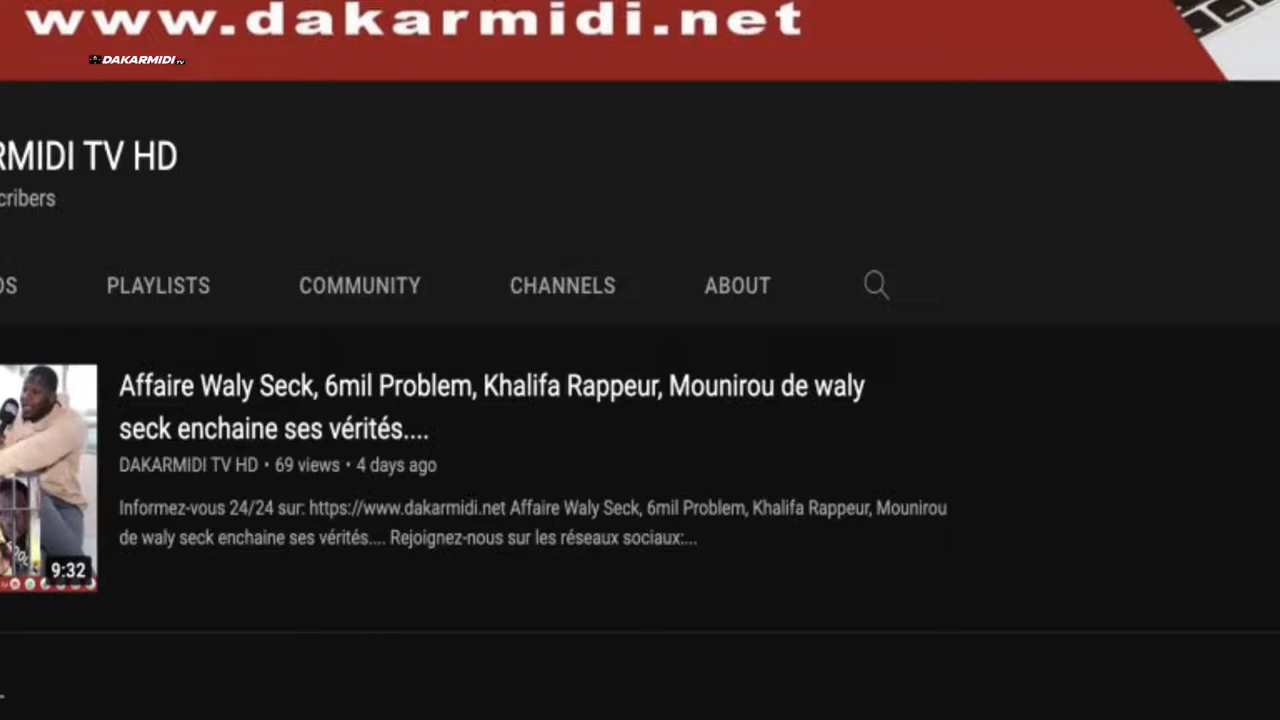 www.dakarmidi.net
DAKARMIDI TV
RMIDI TV HD
cribers
OS PLAYLISTS COMMUNITY CHANNELS ABOUT
Affaire Waly Seck, 6mil Problem, Khalifa Rappeur, Mounirou de waly
seck enchaine ses vérités....
DAKARMIDI TV HD • 69 views • 4 days ago
Informez-vous 24/24 sur: https://www.dakarmidi.net Affaire Waly Seck, 6mil Problem, Khalifa Rappeur, Mounirou
de waly seck enchaine ses vérités.... Rejoignez-nous sur les réseaux sociaux:...
9:32